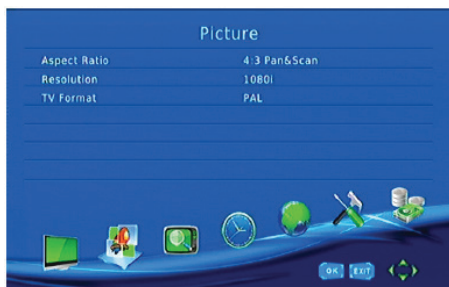 Picture
Aspect Ratio 4:3 Pan&Scan
Resolution 1080i
TV Format PAL
OK EXIT